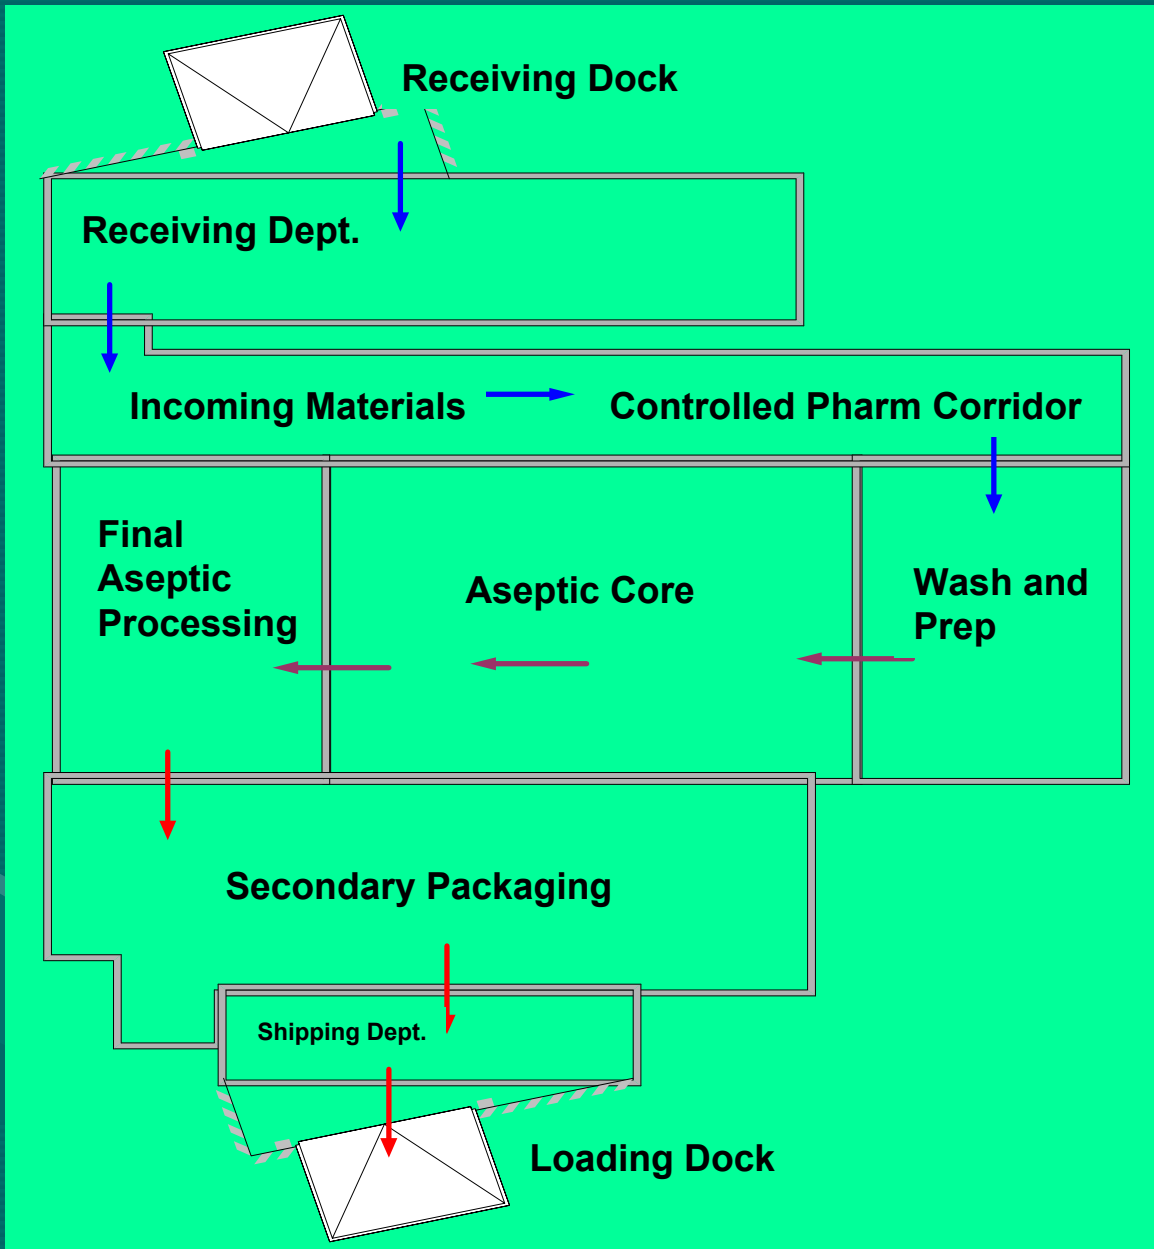 Receiving Dock
Receiving Dept.
Incoming Materials
Controlled Pharm Corridor
Final
Aseptic
Processing
Aseptic Core
Wash and
Prep
Secondary Packaging
Shipping Dept.
Loading Dock